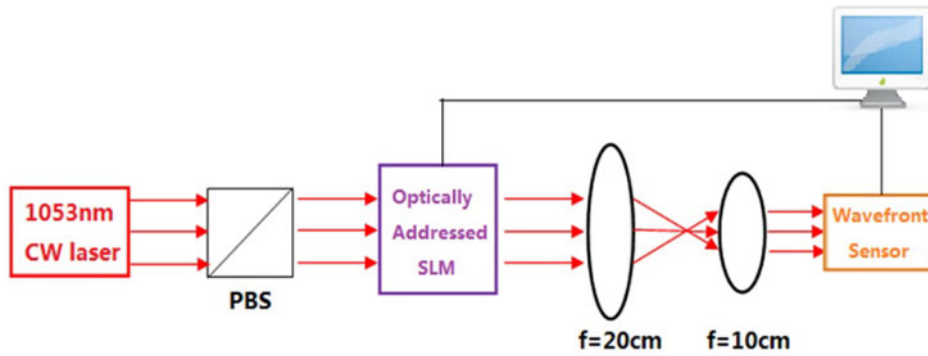 1053nm
CW laser
PBS
Optically
Addressed
SLM
f=20cm
f=10cm
Wavefront
Sensor